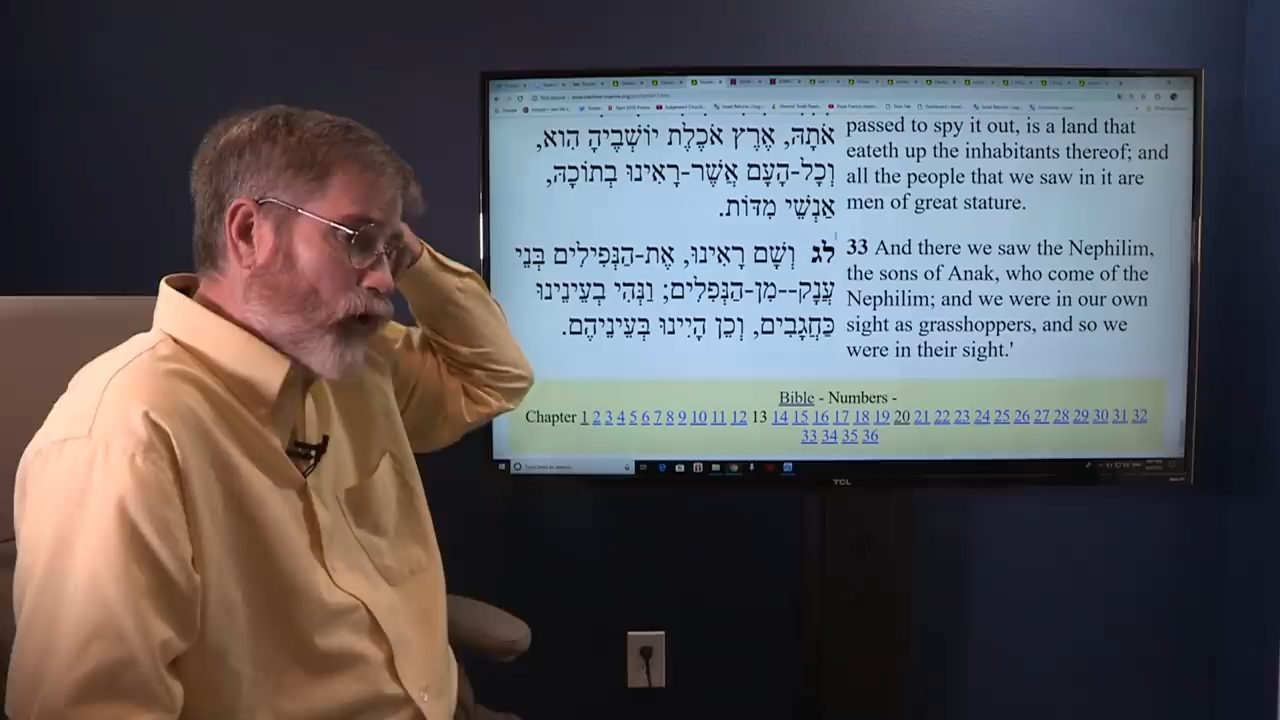 אֹתָהּ, אֶרֶץ אֹכֶלֶת יוֹשְׁבֶיהָ הִוא,
וְכָל-הָעָם אֲשֶׁר-רָאִינוּ בְתוֹכָהּ,
אַנְשֵׁי מִדּוֹת.
passed to spy it out, is a land that
eateth up the inhabitants thereof; and
all the people that we saw in it are
men of great stature.
לג וְשָׁם רָאִינוּ, אֶת-הַנְּפִילִים בְּנֵי
עֲנָק--מִן-הַנְּפִלִים; וַנְּהִי בְעֵינֵינוּ
כַּחֲגָבִים, וְכֵן הָיִינוּ בְּעֵינֵיהֶם.
33 And there we saw the Nephilim,
the sons of Anak, who come of the
Nephilim; and we were in our own
sight as grasshoppers, and so we
were in their sight.'
Bible - Numbers -
Chapter 1 2 3 4 5 6 7 8 9 10 11 12 13 14 15 16 17 18 19 20 21 22 23 24 25 26 27 28 29 30 31 32
33 34 35 36
TCL